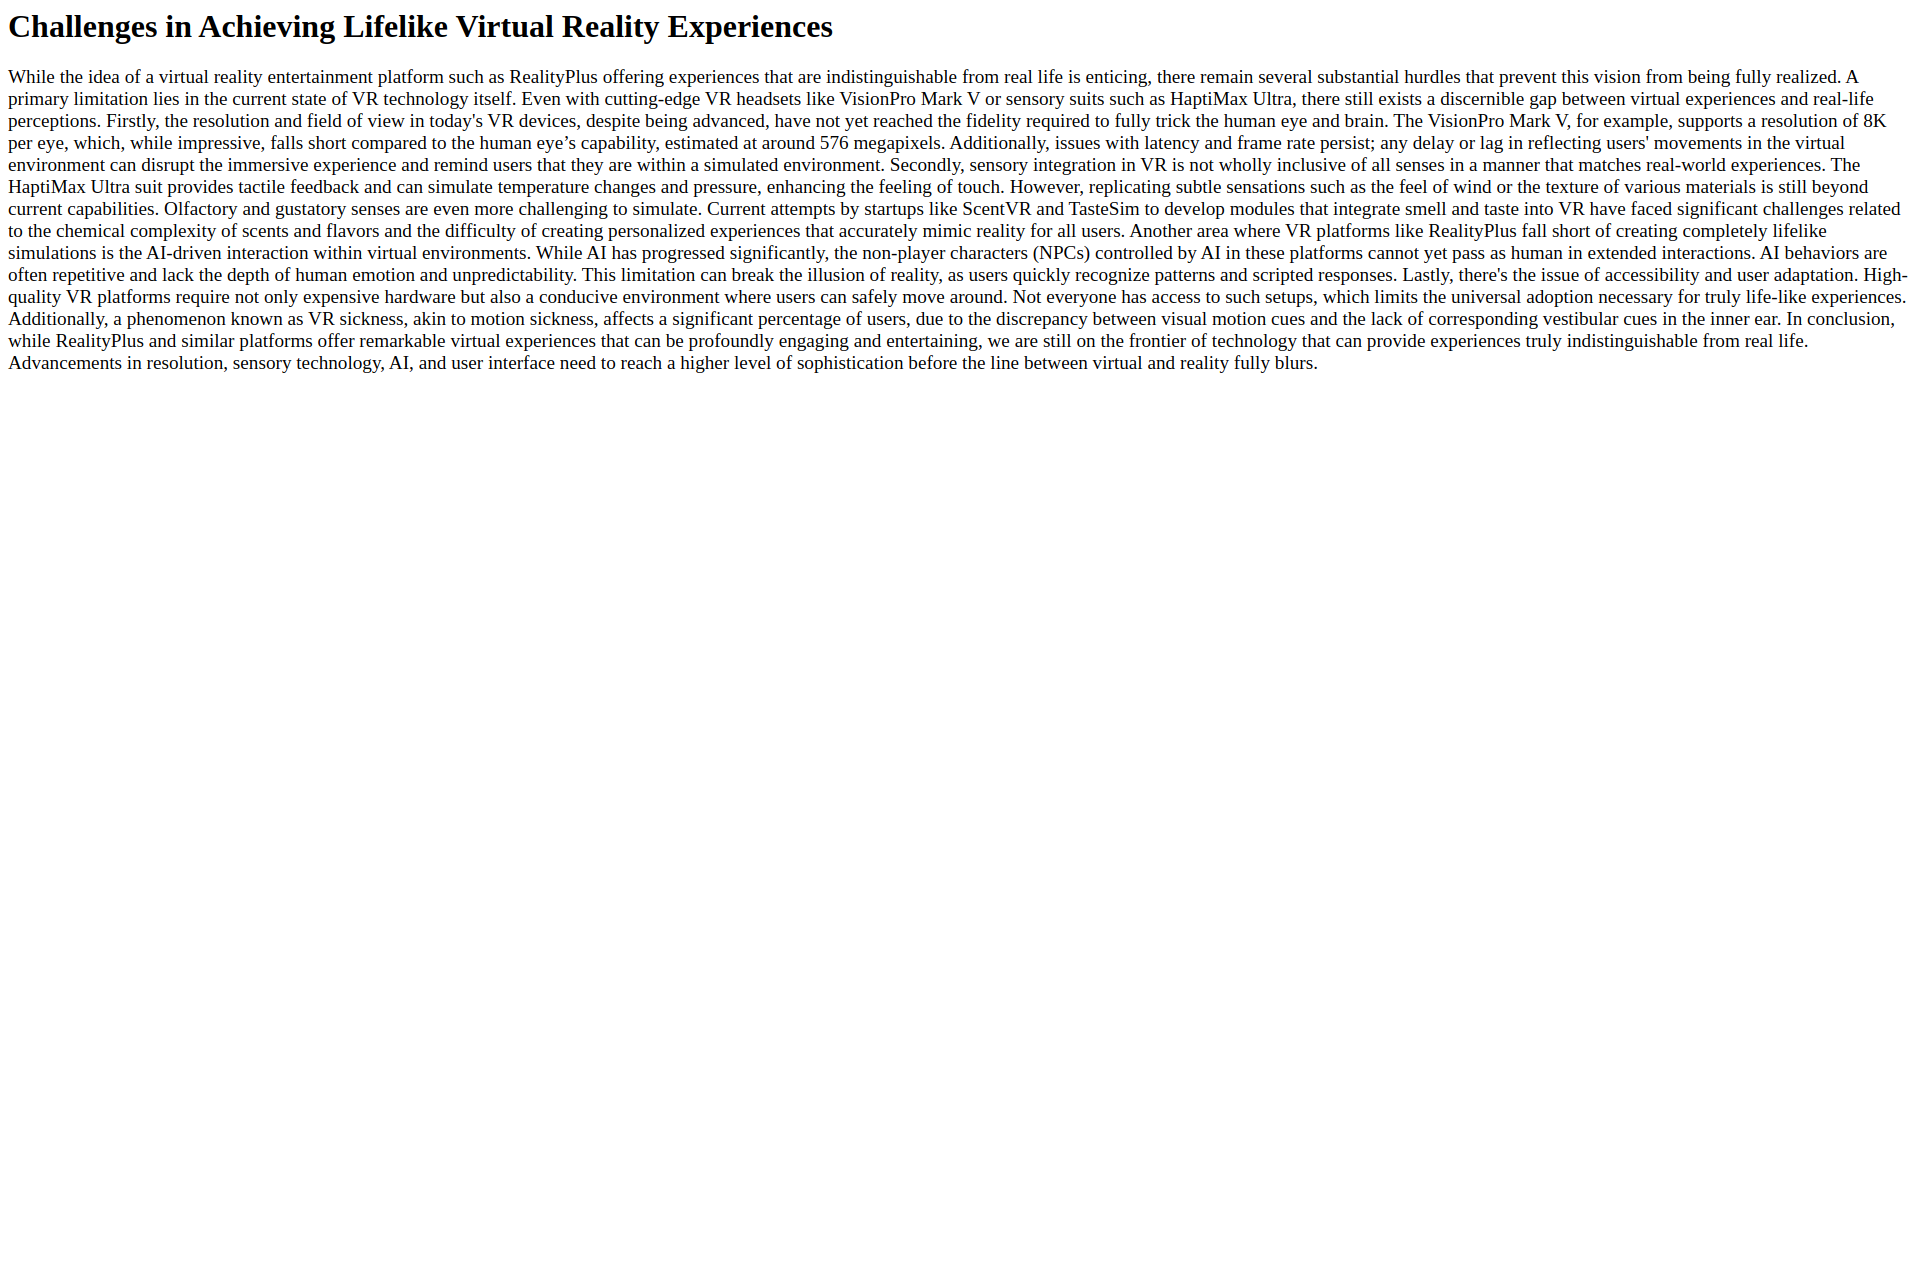 Challenges in Achieving Lifelike Virtual Reality Experiences
While the idea of a virtual reality entertainment platform such as RealityPlus offering experiences that are indistinguishable from real life is enticing, there remain several substantial hurdles that prevent this vision from being fully realized. A
primary limitation lies in the current state of VR technology itself. Even with cutting-edge VR headsets like VisionPro Mark V or sensory suits such as HaptiMax Ultra, there still exists a discernible gap between virtual experiences and real-life
perceptions. Firstly, the resolution and field of view in today's VR devices, despite being advanced, have not yet reached the fidelity required to fully trick the human eye and brain. The VisionPro Mark V, for example, supports a resolution of 8K
per eye, which, while impressive, falls short compared to the human eye’s capability, estimated at around 576 megapixels. Additionally, issues with latency and frame rate persist; any delay or lag in reflecting users' movements in the virtual
environment can disrupt the immersive experience and remind users that they are within a simulated environment. Secondly, sensory integration in VR is not wholly inclusive of all senses in a manner that matches real-world experiences. The
HaptiMax Ultra suit provides tactile feedback and can simulate temperature changes and pressure, enhancing the feeling of touch. However, replicating subtle sensations such as the feel of wind or the texture of various materials is still beyond
current capabilities. Olfactory and gustatory senses are even more challenging to simulate. Current attempts by startups like ScentVR and TasteSim to develop modules that integrate smell and taste into VR have faced significant challenges related
to the chemical complexity of scents and flavors and the difficulty of creating personalized experiences that accurately mimic reality for all users. Another area where VR platforms like RealityPlus fall short of creating completely lifelike
simulations is the AI-driven interaction within virtual environments. While AI has progressed significantly, the non-player characters (NPCs) controlled by AI in these platforms cannot yet pass as human in extended interactions. AI behaviors are
often repetitive and lack the depth of human emotion and unpredictability. This limitation can break the illusion of reality, as users quickly recognize patterns and scripted responses. Lastly, there's the issue of accessibility and user adaptation. High-
quality VR platforms require not only expensive hardware but also a conducive environment where users can safely move around. Not everyone has access to such setups, which limits the universal adoption necessary for truly life-like experiences.
Additionally, a phenomenon known as VR sickness, akin to motion sickness, affects a significant percentage of users, due to the discrepancy between visual motion cues and the lack of corresponding vestibular cues in the inner ear. In conclusion,
while RealityPlus and similar platforms offer remarkable virtual experiences that can be profoundly engaging and entertaining, we are still on the frontier of technology that can provide experiences truly indistinguishable from real life.
Advancements in resolution, sensory technology, AI, and user interface need to reach a higher level of sophistication before the line between virtual and reality fully blurs.